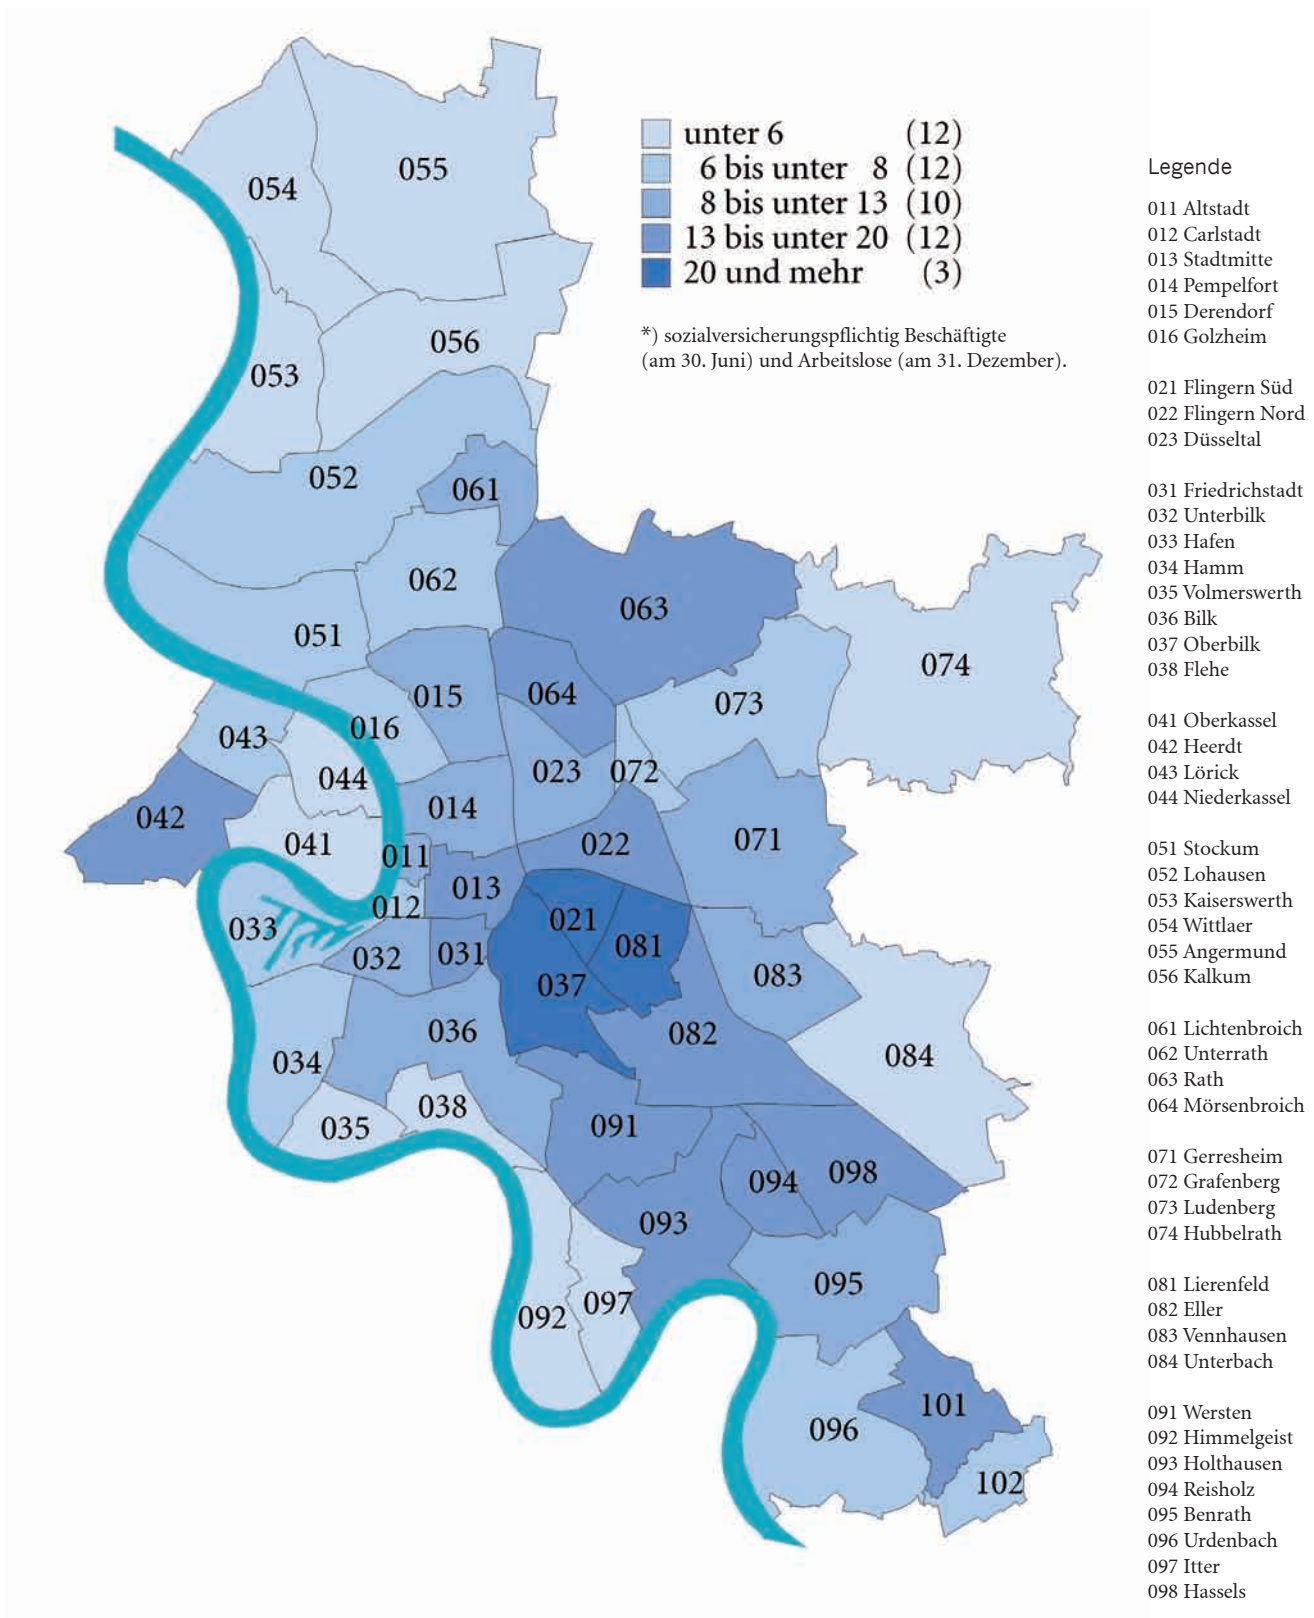 unter 6 (12)
6 bis unter 8 (12)
8 bis unter 13 (10)
13 bis unter 20 (12)
20 und mehr (3)
*) sozialversicherungspflichtig Beschäftigte
(am 30. Juni) und Arbeitslose (am 31. Dezember).
055
054
056
053
052
061
062
063
051
074
015
064
073
016
043
044
023
072
014
042
041
011
022
071
013
012
021
033
081
032
031
083
037
036
082
034
084
038
035
091
094
098
093
095
097
092
101
096
102
Legende
011 Altstadt
012 Carlstadt
013 Stadtmitte
014 Pempelfort
015 Derendorf
016 Golzheim
021 Flingern Süd
022 Flingern Nord
023 Düsseltal
031 Friedrichstadt
032 Unterbilk
033 Hafen
034 Hamm
035 Volmerswerth
036 Bilk
037 Oberbilk
038 Flehe
041 Oberkassel
042 Heerdt
043 Lörick
044 Niederkassel
051 Stockum
052 Lohausen
053 Kaiserswerth
054 Wittlaer
055 Angermund
056 Kalkum
061 Lichtenbroich
062 Unterrath
063 Rath
064 Mörsenbroich
071 Gerresheim
072 Grafenberg
073 Ludenberg
074 Hubbelrath
081 Lierenfeld
082 Eller
083 Vennhausen
084 Unterbach
091 Wersten
092 Himmelgeist
093 Holthausen
094 Reisholz
095 Benrath
096 Urdenbach
097 Itter
098 Hassels